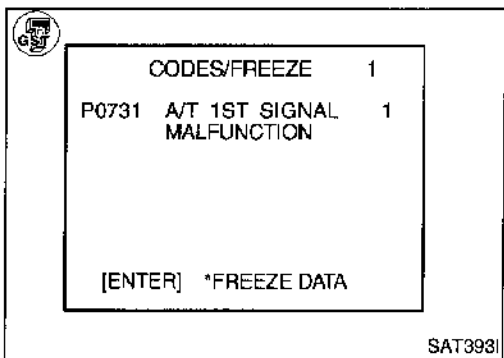 GST
CODES/FREEZE 1
P0731 A/T 1ST SIGNAL 1
MALFUNCTION
[ENTER] *FREEZE DATA
SAT393I